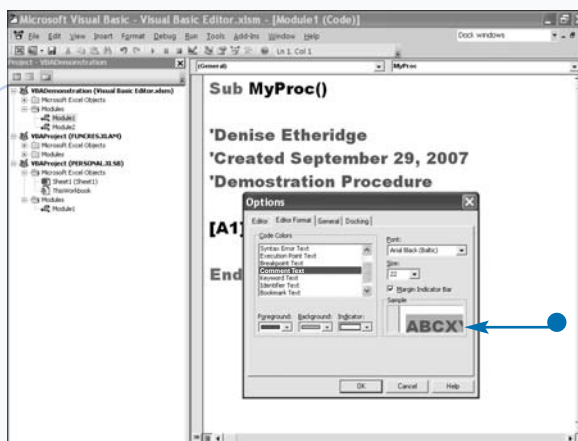 Microsoft Visual Basic - Visual Basic Editor.xlsm - [Module1 (Code)]
File Edit View Insert Format Debug Run Tools Add-Ins Window Help
Dock windows
Ln 1, Col 1
Project - VBADemonstration
(General)
MyProc
VBADemonstration (Visual Basic Editor.xlsm)
Microsoft Excel Objects
Modules
Module1
Module2
VBAProject (FUNCRES.XLAM)
Microsoft Excel Objects
Modules
VBAProject (PERSONAL.XLSB)
Microsoft Excel Objects
Sheet1 (Sheet1)
ThisWorkbook
Modules
Module1
Sub MyProc()
'Denise Etheridge
'Created September 29, 2007
'Demostration Procedure
[A1]
End
Options
Editor Editor Format General Docking
Code Colors
Syntax Error Text
Execution Point Text
Breakpoint Text
Comment Text
Keyword Text
Identifier Text
Bookmark Text
Foreground: Background: Indicator:
Font:
Arial Black (Baltic)
Size:
22
Margin Indicator Bar
Sample
ABCX
OK Cancel Help